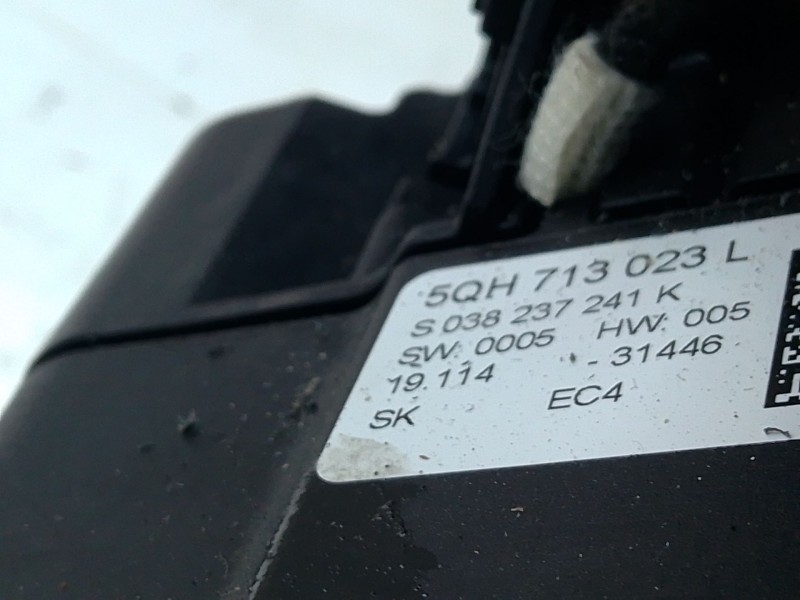 5QH 713 023 L
S 038 237 241 K
SW: 0005 HW: 005
19.114 - 31446
SK EC4